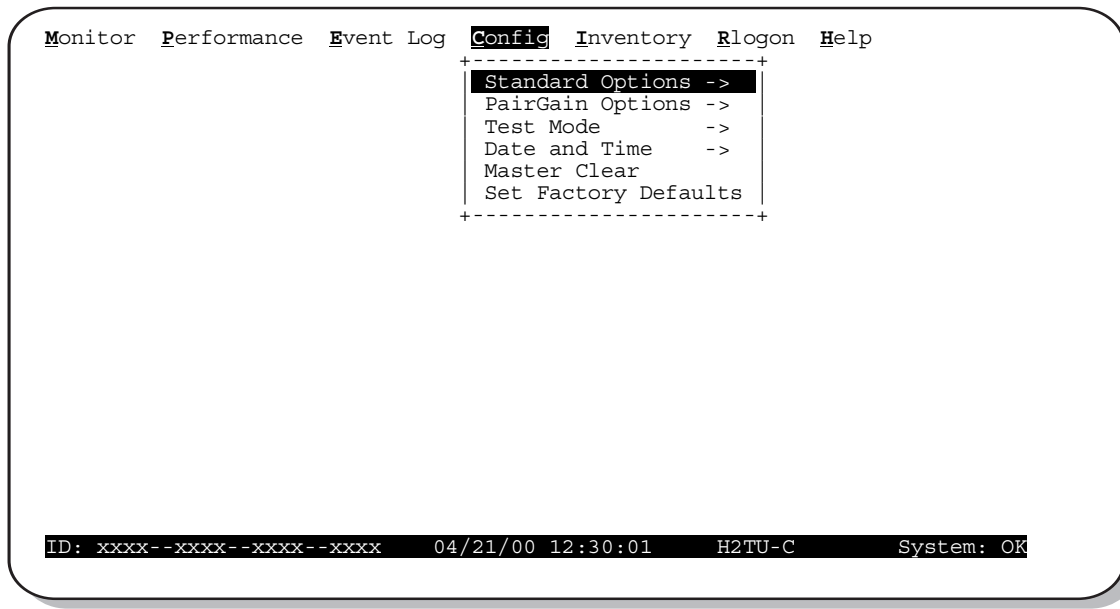 Monitor  Performance  Event Log  Config  Inventory  Rlogon  Help
+----------------------+
| Standard Options ->  |
| PairGain Options ->  |
| Test Mode        ->  |
| Date and Time    ->  |
| Master Clear         |
| Set Factory Defaults |
+----------------------+
ID: xxxx--xxxx--xxxx--xxxx    04/21/00 12:30:01     H2TU-C        System: OK